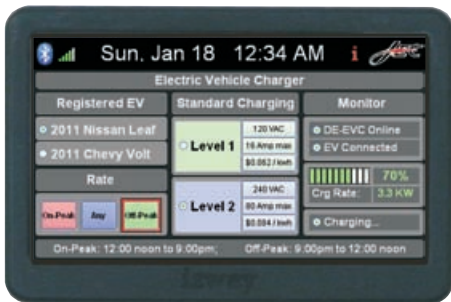 Sun, Jan 18 12:34 AM i
Electric Vehicle Charger
Registered EV
2011 Nissan Leaf
2011 Chevy Volt
Rate
On-Peak
Any
Off-Peak
Standard Charging
Level 1
120 VAC
16 Amp max
$0.062 / kwh
Level 2
240 VAC
80 Amp max
$0.084 / kwh
Monitor
DE-EVC Online
EV Connected
70%
Crg Rate: 3.3 KW
Charging...
On-Peak: 12:00 noon to 9:00pm; Off-Peak: 9:00pm to 12:00 noon